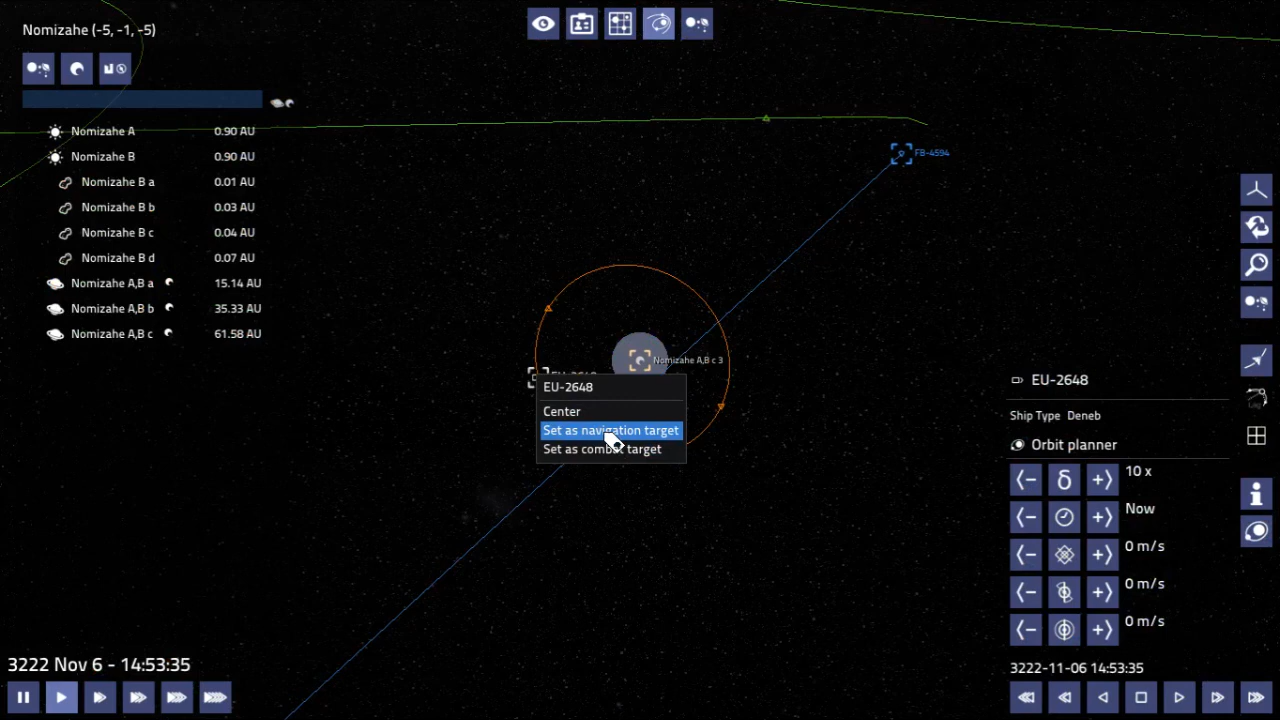 Nomizahe (-5, -1, -5)
Nomizahe A 0.90 AU
Nomizahe B 0.90 AU
Nomizahe B a 0.01 AU
Nomizahe B b 0.03 AU
Nomizahe B c 0.04 AU
Nomizahe B d 0.07 AU
Nomizahe A,B a 15.14 AU
Nomizahe A,B b 35.33 AU
Nomizahe A,B c 61.58 AU
FB-4594
Nomizahe A,B c 3
EU-2648
EU-2648
Center
Set as navigation target
Set as combat target
EU-2648
Ship Type Deneb
Orbit planner
10 x
Now
0 m/s
0 m/s
0 m/s
3222-11-06 14:53:35
3222 Nov 6 - 14:53:35